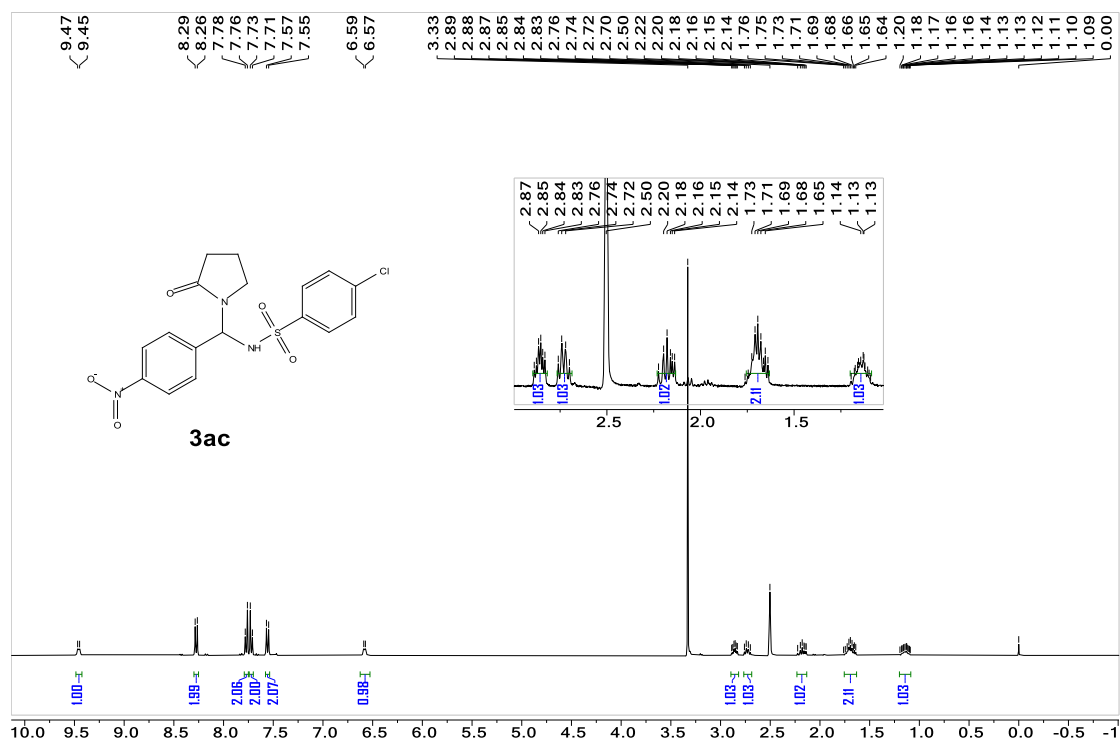 9.47 9.45 8.29 8.26 7.78 7.76 7.73 7.71 7.57 7.55 6.59 6.57 3.33 2.89 2.88 2.87 2.85 2.84 2.83 2.76 2.74 2.72 2.70 2.50 2.22 2.20 2.18 2.16 2.15 2.14 1.76 1.75 1.73 1.71 1.69 1.68 1.66 1.65 1.64 1.20 1.18 1.17 1.16 1.16 1.14 1.13 1.13 1.12 1.11 1.10 1.09 0.00
2.87 2.85 2.84 2.83 2.76 2.74 2.72 2.50 2.20 2.18 2.16 2.15 2.14 1.73 1.71 1.69 1.68 1.65 1.14 1.13 1.13
1.03 1.03 1.02 2.11 1.03
2.5 2.0 1.5
Cl
O
N
O
S
NH
O
O-
N+
O
3ac
1.00 1.99 2.06 2.00 2.07 0.98 1.03 1.03 1.02 2.11 1.03
10.0 9.5 9.0 8.5 8.0 7.5 7.0 6.5 6.0 5.5 5.0 4.5 4.0 3.5 3.0 2.5 2.0 1.5 1.0 0.5 0.0 -0.5 -1